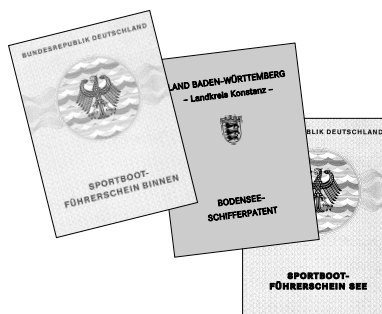 BUNDESREPUBLIK DEUTSCHLAND
SPORTBOOT-
FÜHRERSCHEIN BINNEN
LAND BADEN-WÜRTTEMBERG
– Landkreis Konstanz –
BODENSEE-
SCHIFFERPATENT
BLIK DEUTSCHLAND
SPORTBOOT-
FÜHRERSCHEIN SEE